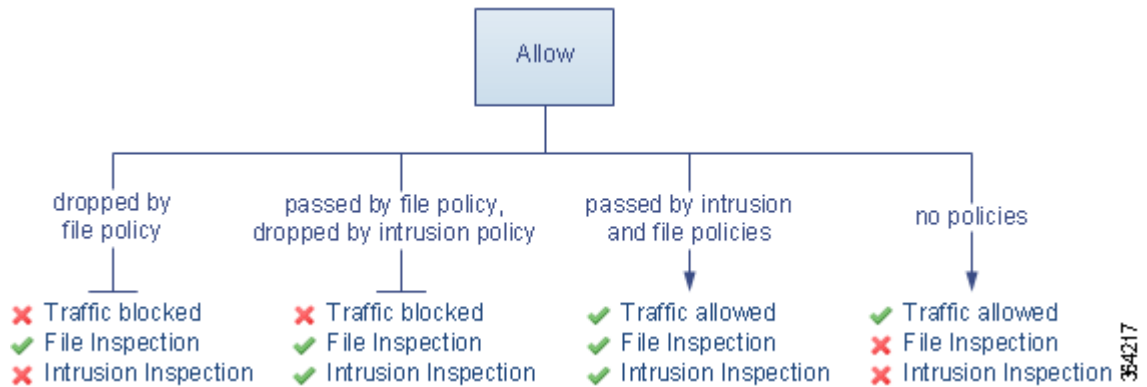 Allow
dropped by
file policy
passed by file policy,
dropped by intrusion policy
passed by intrusion
and file policies
no policies
Traffic blocked
File Inspection
Intrusion Inspection
Traffic blocked
File Inspection
Intrusion Inspection
Traffic allowed
File Inspection
Intrusion Inspection
Traffic allowed
File Inspection
Intrusion Inspection
354217